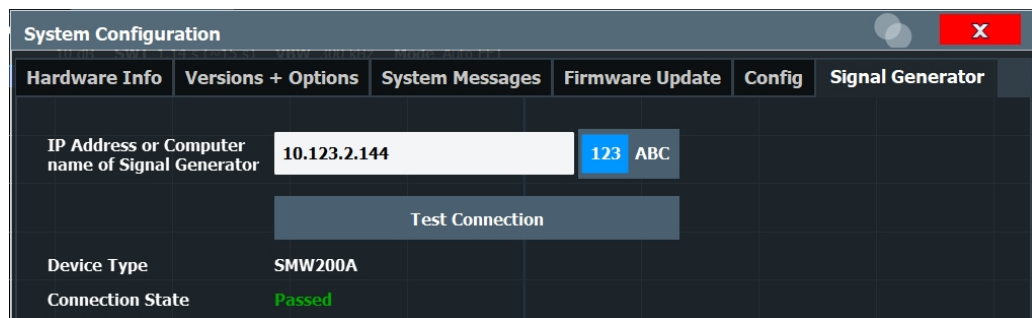 System Configuration
X
Hardware Info
Versions + Options
System Messages
Firmware Update
Config
Signal Generator
IP Address or Computer
name of Signal Generator
10.123.2.144
123 ABC
Test Connection
Device Type
SMW200A
Connection State
Passed